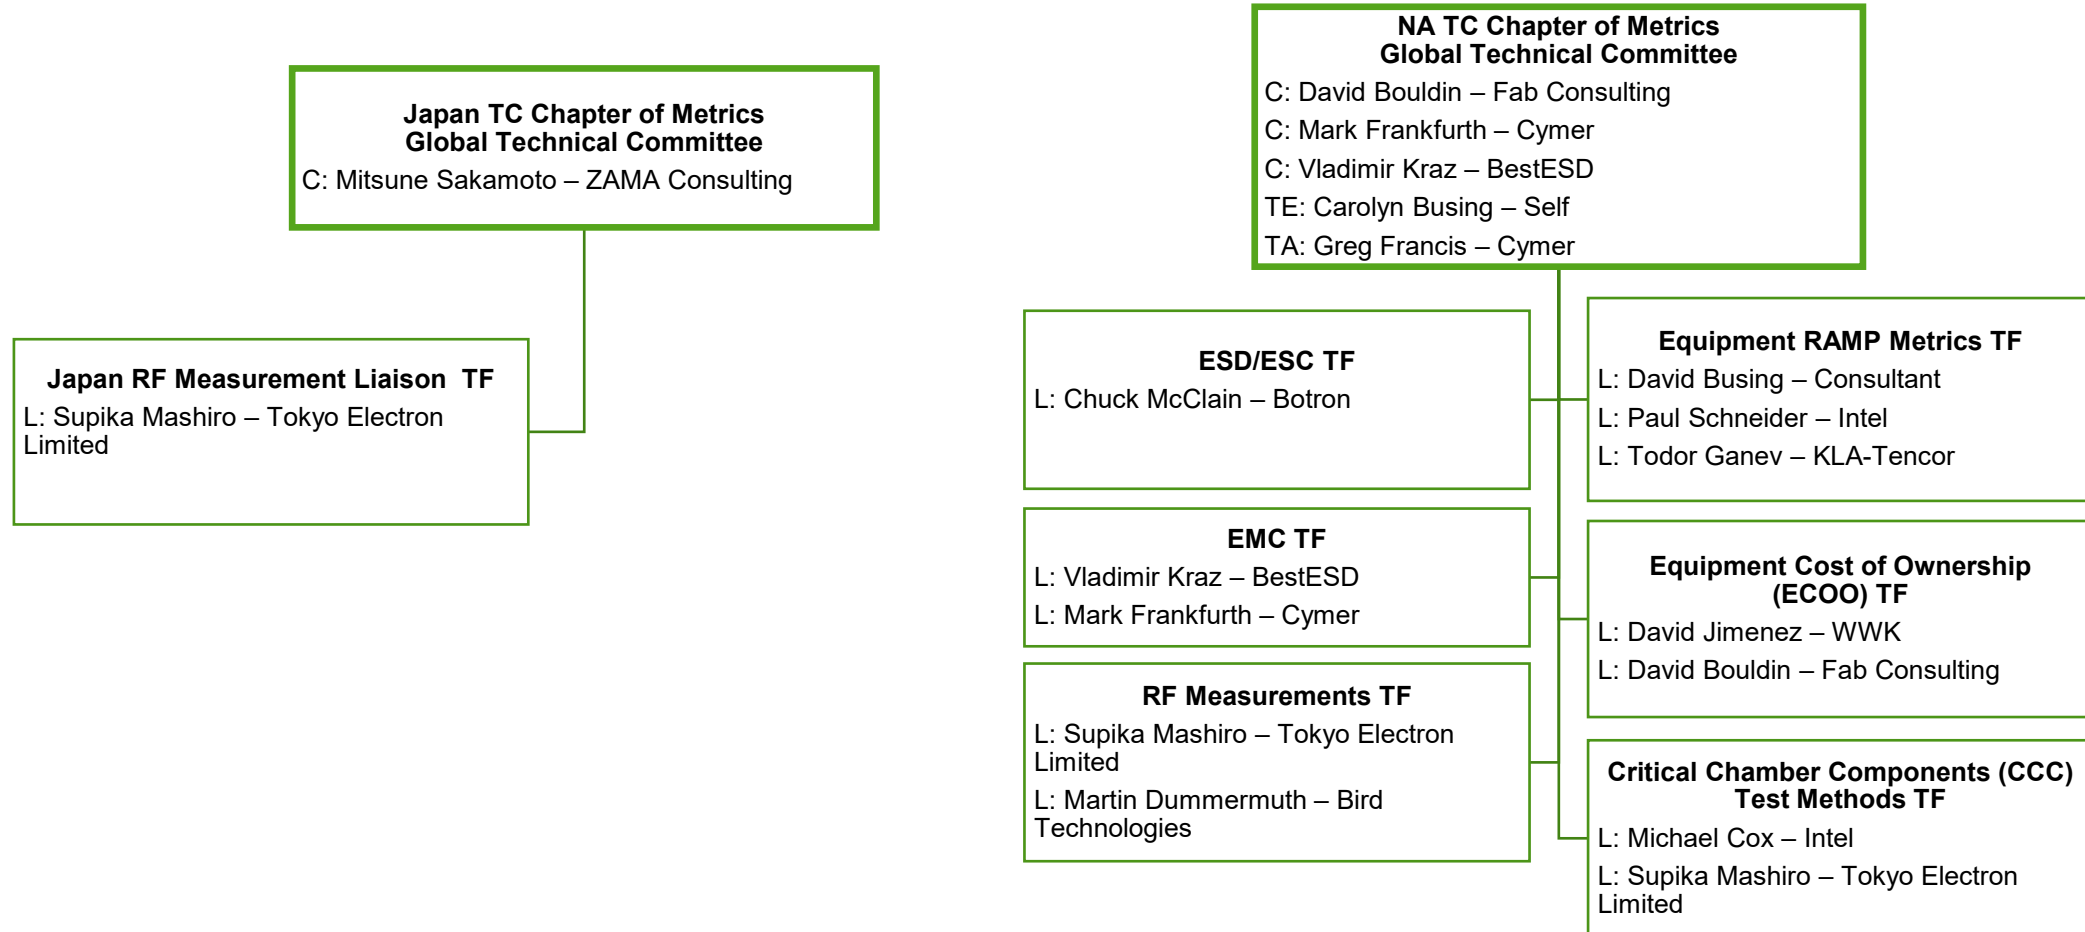 Japan TC Chapter of Metrics
Global Technical Committee
C: Mitsune Sakamoto – ZAMA Consulting
Japan RF Measurement Liaison  TF
L: Supika Mashiro – Tokyo Electron
Limited
NA TC Chapter of Metrics
Global Technical Committee
C: David Bouldin – Fab Consulting
C: Mark Frankfurth – Cymer
C: Vladimir Kraz – BestESD
TE: Carolyn Busing – Self
TA: Greg Francis – Cymer
ESD/ESC TF
L: Chuck McClain – Botron
EMC TF
L: Vladimir Kraz – BestESD
L: Mark Frankfurth – Cymer
RF Measurements TF
L: Supika Mashiro – Tokyo Electron
Limited
L: Martin Dummermuth – Bird
Technologies
Equipment RAMP Metrics TF
L: David Busing – Consultant
L: Paul Schneider – Intel
L: Todor Ganev – KLA-Tencor
Equipment Cost of Ownership
(ECOO) TF
L: David Jimenez – WWK
L: David Bouldin – Fab Consulting
Critical Chamber Components (CCC)
Test Methods TF
L: Michael Cox – Intel
L: Supika Mashiro – Tokyo Electron
Limited